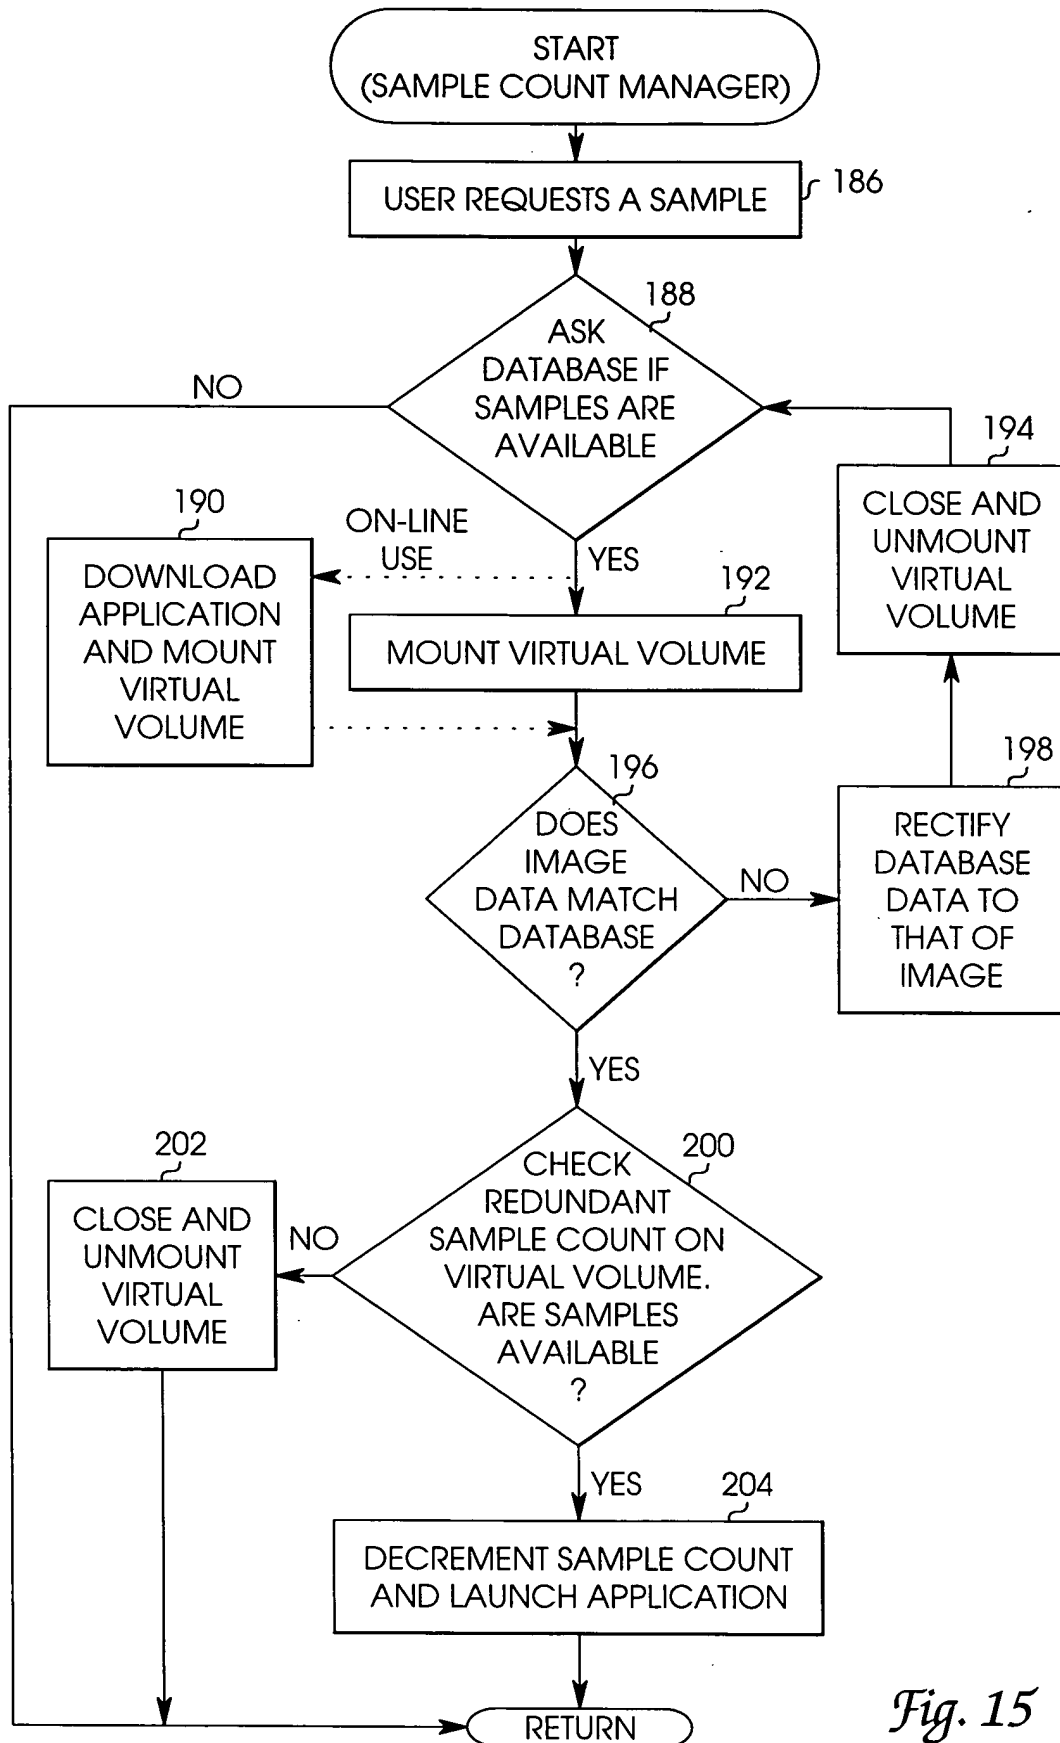 START
(SAMPLE COUNT MANAGER)
USER REQUESTS A SAMPLE
186
188
ASK
DATABASE IF
SAMPLES ARE
AVAILABLE
NO
194
CLOSE AND
UNMOUNT
VIRTUAL
VOLUME
190
ON-LINE
USE
YES
DOWNLOAD
APPLICATION
AND MOUNT
VIRTUAL
VOLUME
192
MOUNT VIRTUAL VOLUME
196
DOES
IMAGE
DATA MATCH
DATABASE
?
NO
198
RECTIFY
DATABASE
DATA TO
THAT OF
IMAGE
YES
200
CHECK
REDUNDANT
SAMPLE COUNT ON
VIRTUAL VOLUME.
ARE SAMPLES
AVAILABLE
?
202
NO
CLOSE AND
UNMOUNT
VIRTUAL
VOLUME
YES
204
DECREMENT SAMPLE COUNT
AND LAUNCH APPLICATION
RETURN
Fig. 15